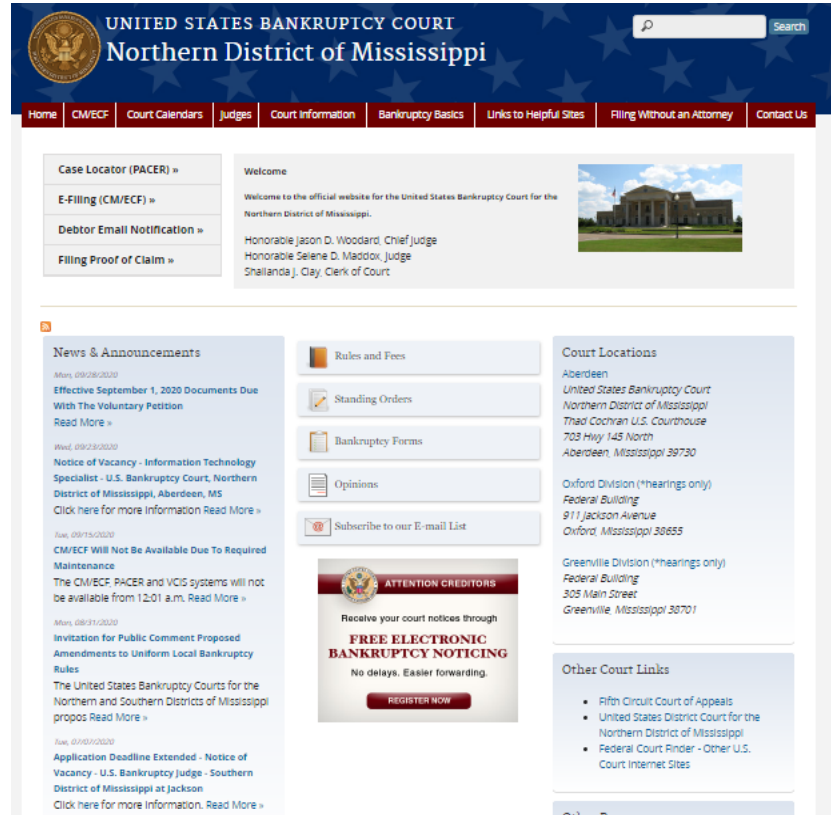 UNITED STATES BANKRUPTCY COURT
Northern District of Mississippi
Search
Home
CM/ECF
Court Calendars
Judges
Court Information
Bankruptcy Basics
Links to Helpful Sites
Filing Without an Attorney
Contact Us
Case Locator (PACER) »
E-Filing (CM/ECF) »
Debtor Email Notification »
Filing Proof of Claim »
Welcome
Welcome to the official website for the United States Bankruptcy Court for the
Northern District of Mississippi.
Honorable Jason D. Woodard, Chief Judge
Honorable Selene D. Maddox, Judge
Shallanda J. Clay, Clerk of Court
News & Announcements
Mon, 09/28/2020
Effective September 1, 2020 Documents Due
With The Voluntary Petition
Read More »
Wed, 09/23/2020
Notice of Vacancy - Information Technology
Specialist - U.S. Bankruptcy Court, Northern
District of Mississippi, Aberdeen, MS
Click here for more information Read More »
Tue, 09/15/2020
CM/ECF Will Not Be Available Due To Required
Maintenance
The CM/ECF, PACER and VCIS systems will not
be available from 12:01 a.m. Read More »
Mon, 08/31/2020
Invitation for Public Comment Proposed
Amendments to Uniform Local Bankruptcy
Rules
The United States Bankruptcy Courts for the
Northern and Southern Districts of Mississippi
propos Read More »
Tue, 07/07/2020
Application Deadline Extended - Notice of
Vacancy - U.S. Bankruptcy Judge - Southern
District of Mississippi at Jackson
Click here for more information. Read More »
Rules and Fees
Standing Orders
Bankruptcy Forms
Opinions
Subscribe to our E-mail List
ATTENTION CREDITORS
Receive your court notices through
FREE ELECTRONIC
BANKRUPTCY NOTICING
No delays. Easier forwarding.
REGISTER NOW
Court Locations
Aberdeen
United States Bankruptcy Court
Northern District of Mississippi
Thad Cochran U.S. Courthouse
703 Hwy 145 North
Aberdeen, Mississippi 39730
Oxford Division (*hearings only)
Federal Building
911 Jackson Avenue
Oxford, Mississippi 38655
Greenville Division (*hearings only)
Federal Building
305 Main Street
Greenville, Mississippi 38701
Other Court Links
Fifth Circuit Court of Appeals
United States District Court for the
Northern District of Mississippi
Federal Court Finder - Other U.S.
Court Internet Sites